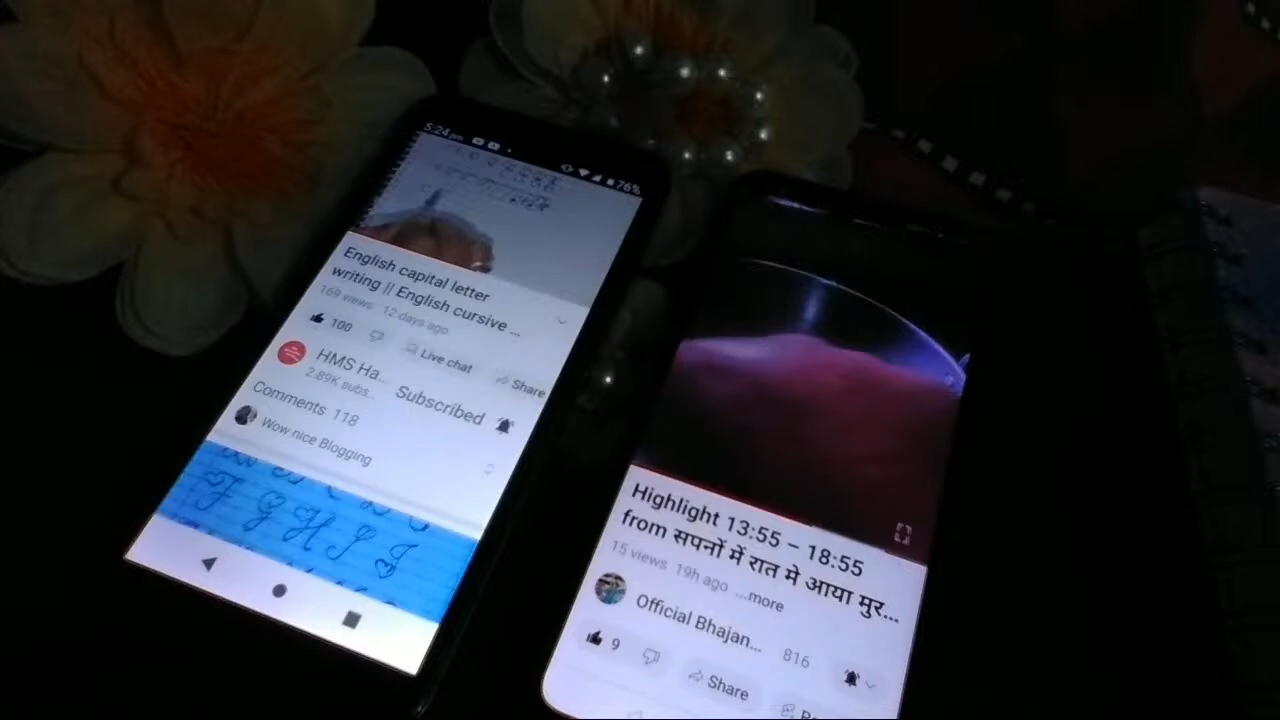 5:24 pm
76%
English capital letter
writing || English cursive ...
169 views 12 days ago
100
Live chat
Share
HMS Ha..
2.89K subs..
Subscribed
Comments 118
Wow nice Blogging
F G H I J
Highlight 13:55 – 18:55
from सपनों में रात मे आया मुर...
15 views 19h ago ...more
Official Bhajan... 816
9
Share